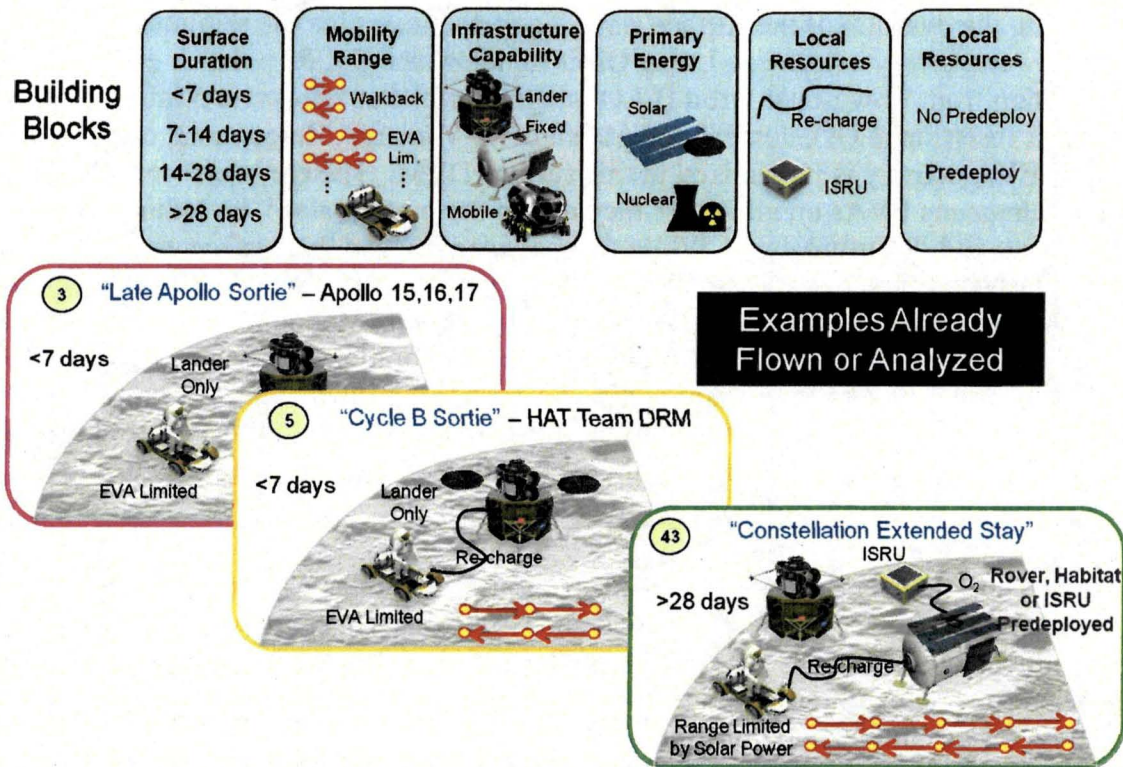 Building
Blocks
Surface
Duration
<7 days
7-14 days
14-28 days
>28 days
Mobility
Range
Walkback
EVA
Lim.
Infrastructure
Capability
Lander
Fixed
Mobile
Primary
Energy
Solar
Nuclear
Local
Resources
Re-charge
ISRU
Local
Resources
No Predeploy
Predeploy
3 "Late Apollo Sortie" – Apollo 15,16,17
<7 days
Lander
Only
EVA Limited
Examples Already
Flown or Analyzed
5 "Cycle B Sortie" – HAT Team DRM
<7 days
Lander
Only
Re-charge
EVA Limited
43 "Constellation Extended Stay"
ISRU
>28 days
O2
Rover, Habitat
or ISRU
Predeployed
Re-charge
Range Limited
by Solar Power